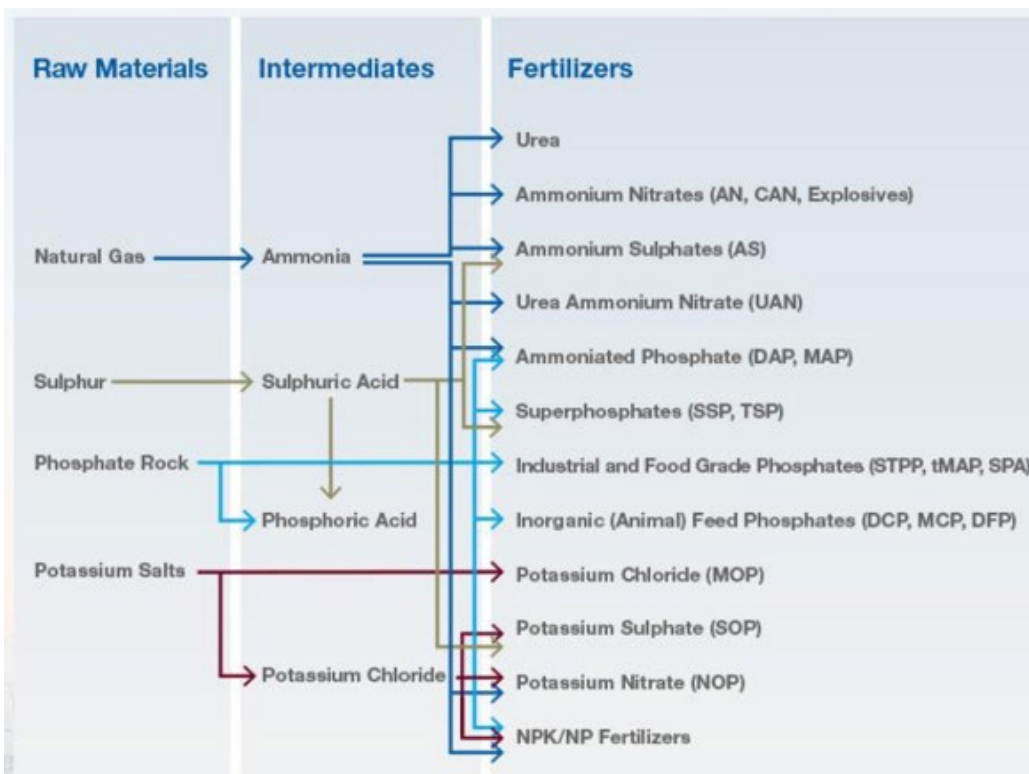 Raw Materials
Intermediates
Fertilizers
Urea
Ammonium Nitrates (AN, CAN, Explosives)
Natural Gas
Ammonia
Ammonium Sulphates (AS)
Urea Ammonium Nitrate (UAN)
Ammoniated Phosphate (DAP, MAP)
Sulphur
Sulphuric Acid
Superphosphates (SSP, TSP)
Phosphate Rock
Industrial and Food Grade Phosphates (STPP, tMAP, SPA)
Phosphoric Acid
Inorganic (Animal) Feed Phosphates (DCP, MCP, DFP)
Potassium Salts
Potassium Chloride (MOP)
Potassium Sulphate (SOP)
Potassium Chloride
Potassium Nitrate (NOP)
NPK/NP Fertilizers